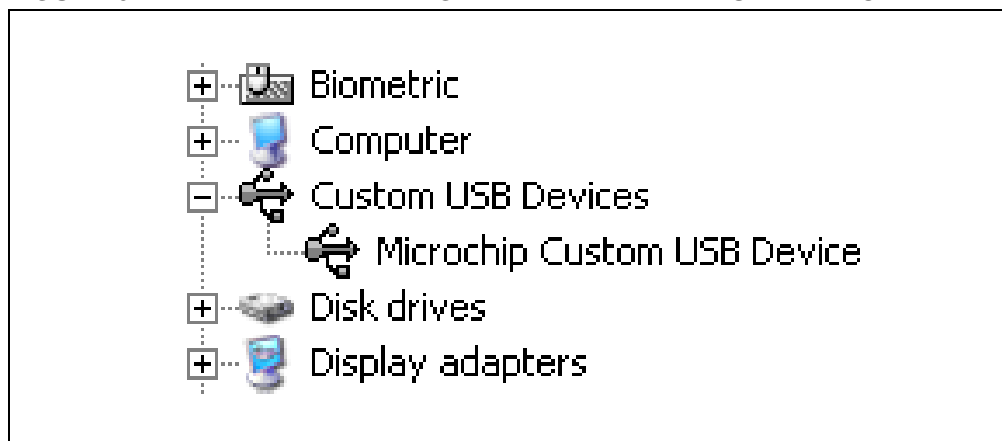 Biometric
Computer
Custom USB Devices
Microchip Custom USB Device
Disk drives
Display adapters